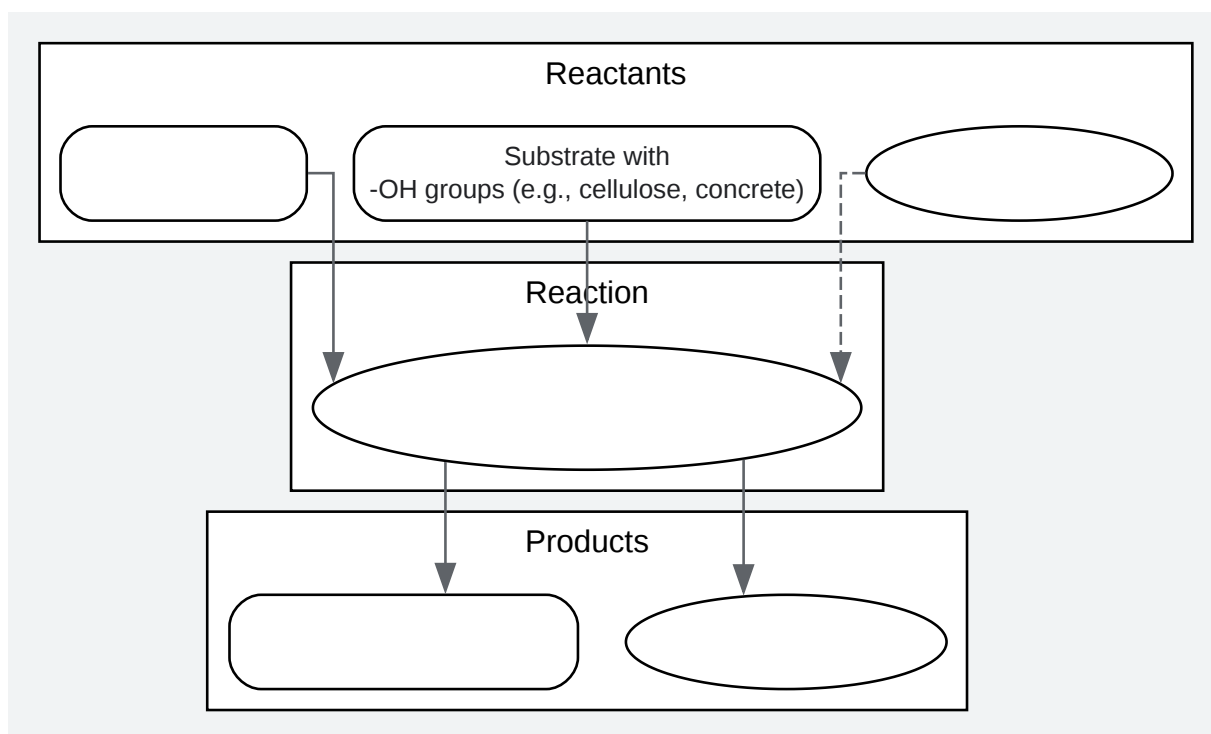 Reactants
Substrate with
-OH groups (e.g., cellulose, concrete)
Reaction
Products